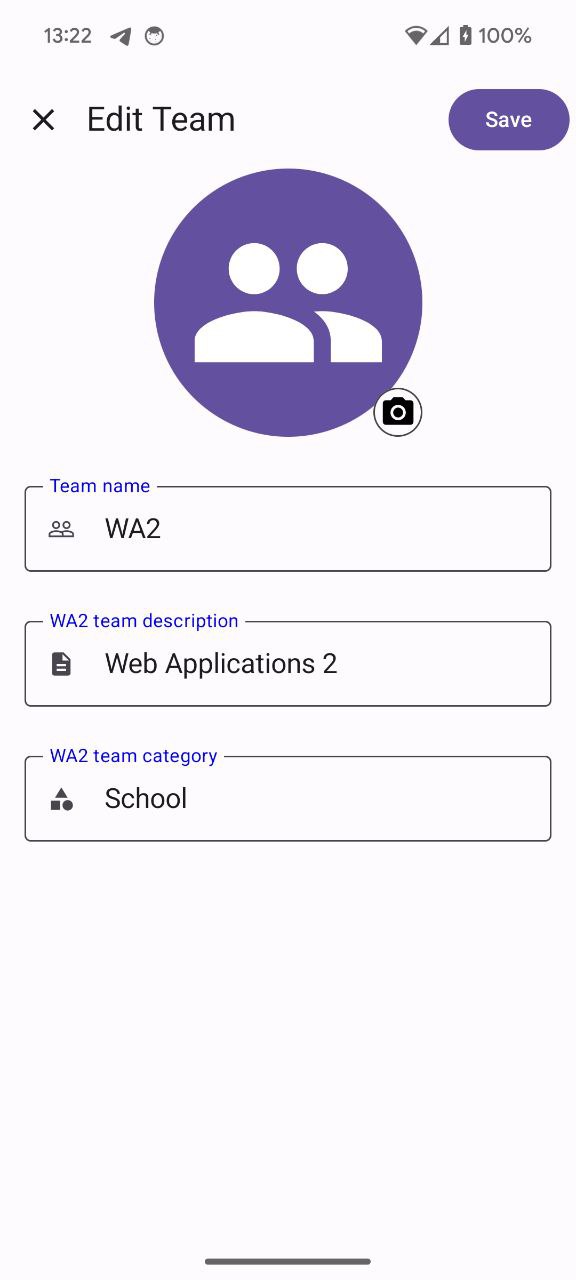 13:22 100%
Edit Team Save
Team name
WA2
WA2 team description
Web Applications 2
WA2 team category
School